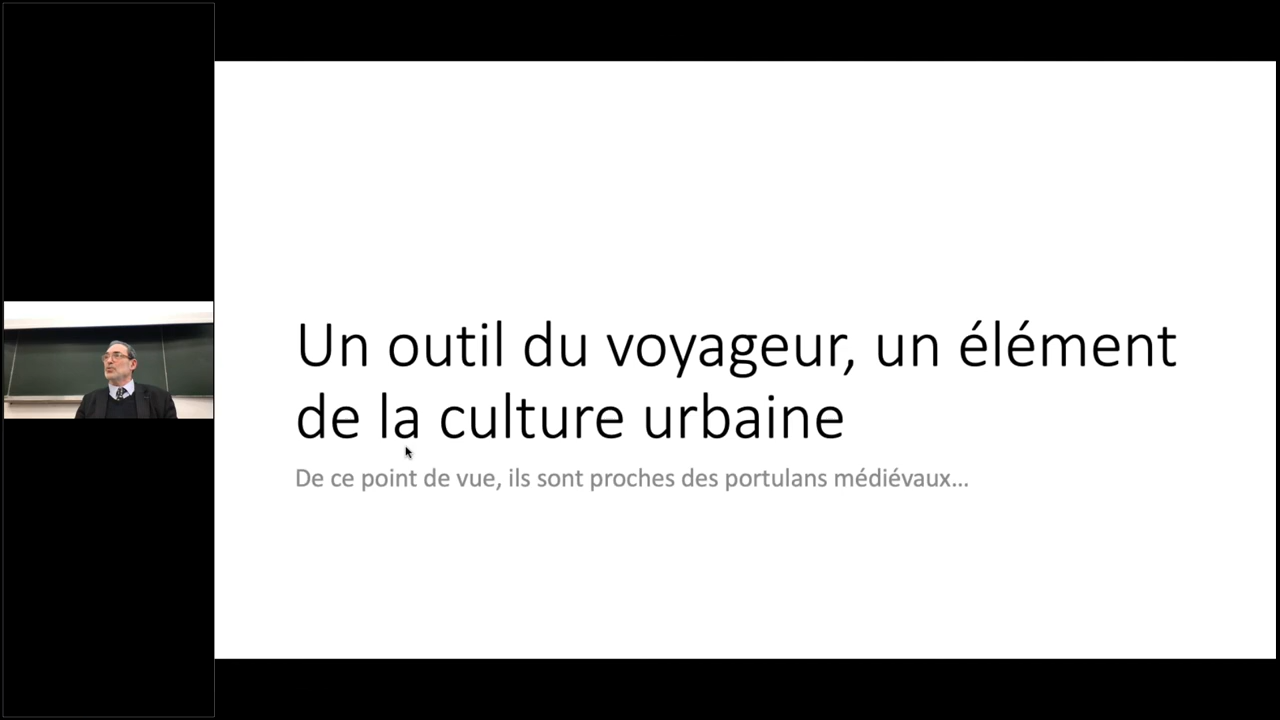 Un outil du voyageur, un élément
de la culture urbaine
De ce point de vue, ils sont proches des portulans médiévaux…